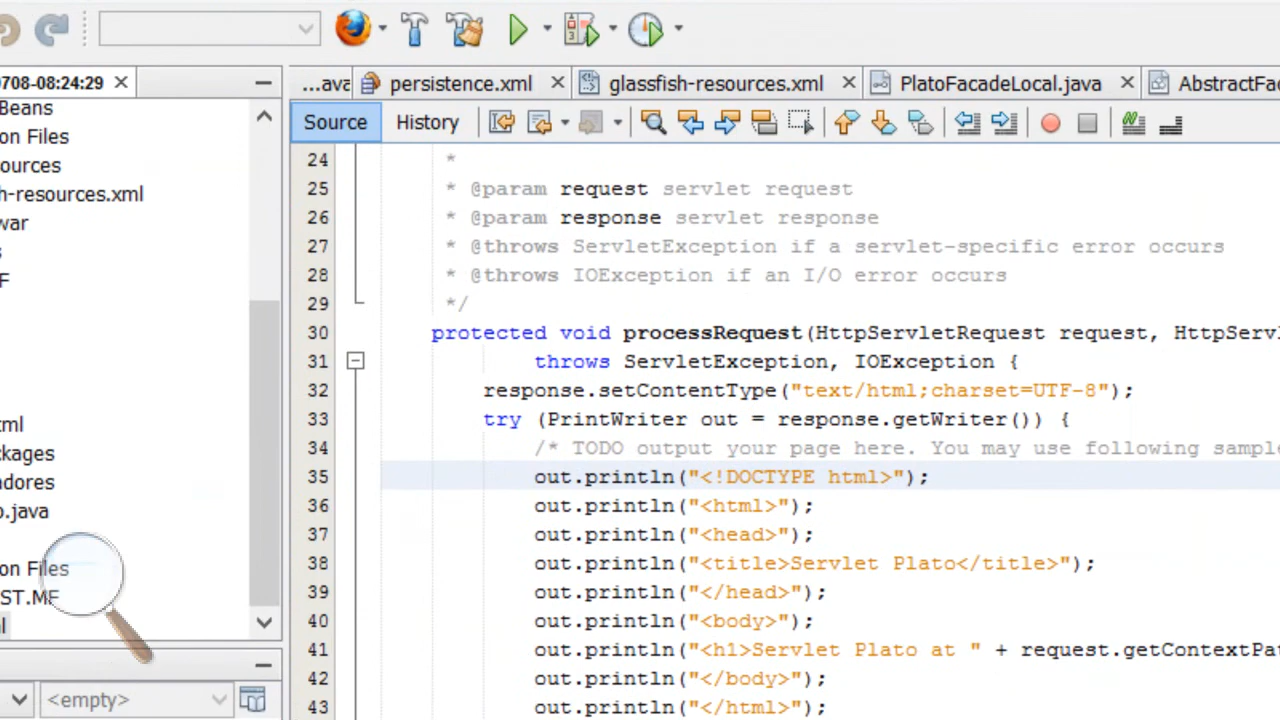 0708-08:24:29
...ava
persistence.xml
glassfish-resources.xml
PlatoFacadeLocal.java
AbstractFac
Source
History
Beans
on Files
ources
h-resources.xml
war
F
ml
ckages
adores
o.java
on Files
ST.MF
l
<empty>
24 *
25 * @param request servlet request
26 * @param response servlet response
27 * @throws ServletException if a servlet-specific error occurs
28 * @throws IOException if an I/O error occurs
29 */
30 protected void processRequest(HttpServletRequest request, HttpServl
31 throws ServletException, IOException {
32 response.setContentType("text/html;charset=UTF-8");
33 try (PrintWriter out = response.getWriter()) {
34 /* TODO output your page here. You may use following sample
35 out.println("<!DOCTYPE html>");
36 out.println("<html>");
37 out.println("<head>");
38 out.println("<title>Servlet Plato</title>");
39 out.println("</head>");
40 out.println("<body>");
41 out.println("<h1>Servlet Plato at " + request.getContextPat
42 out.println("</body>");
43 out.println("</html>");